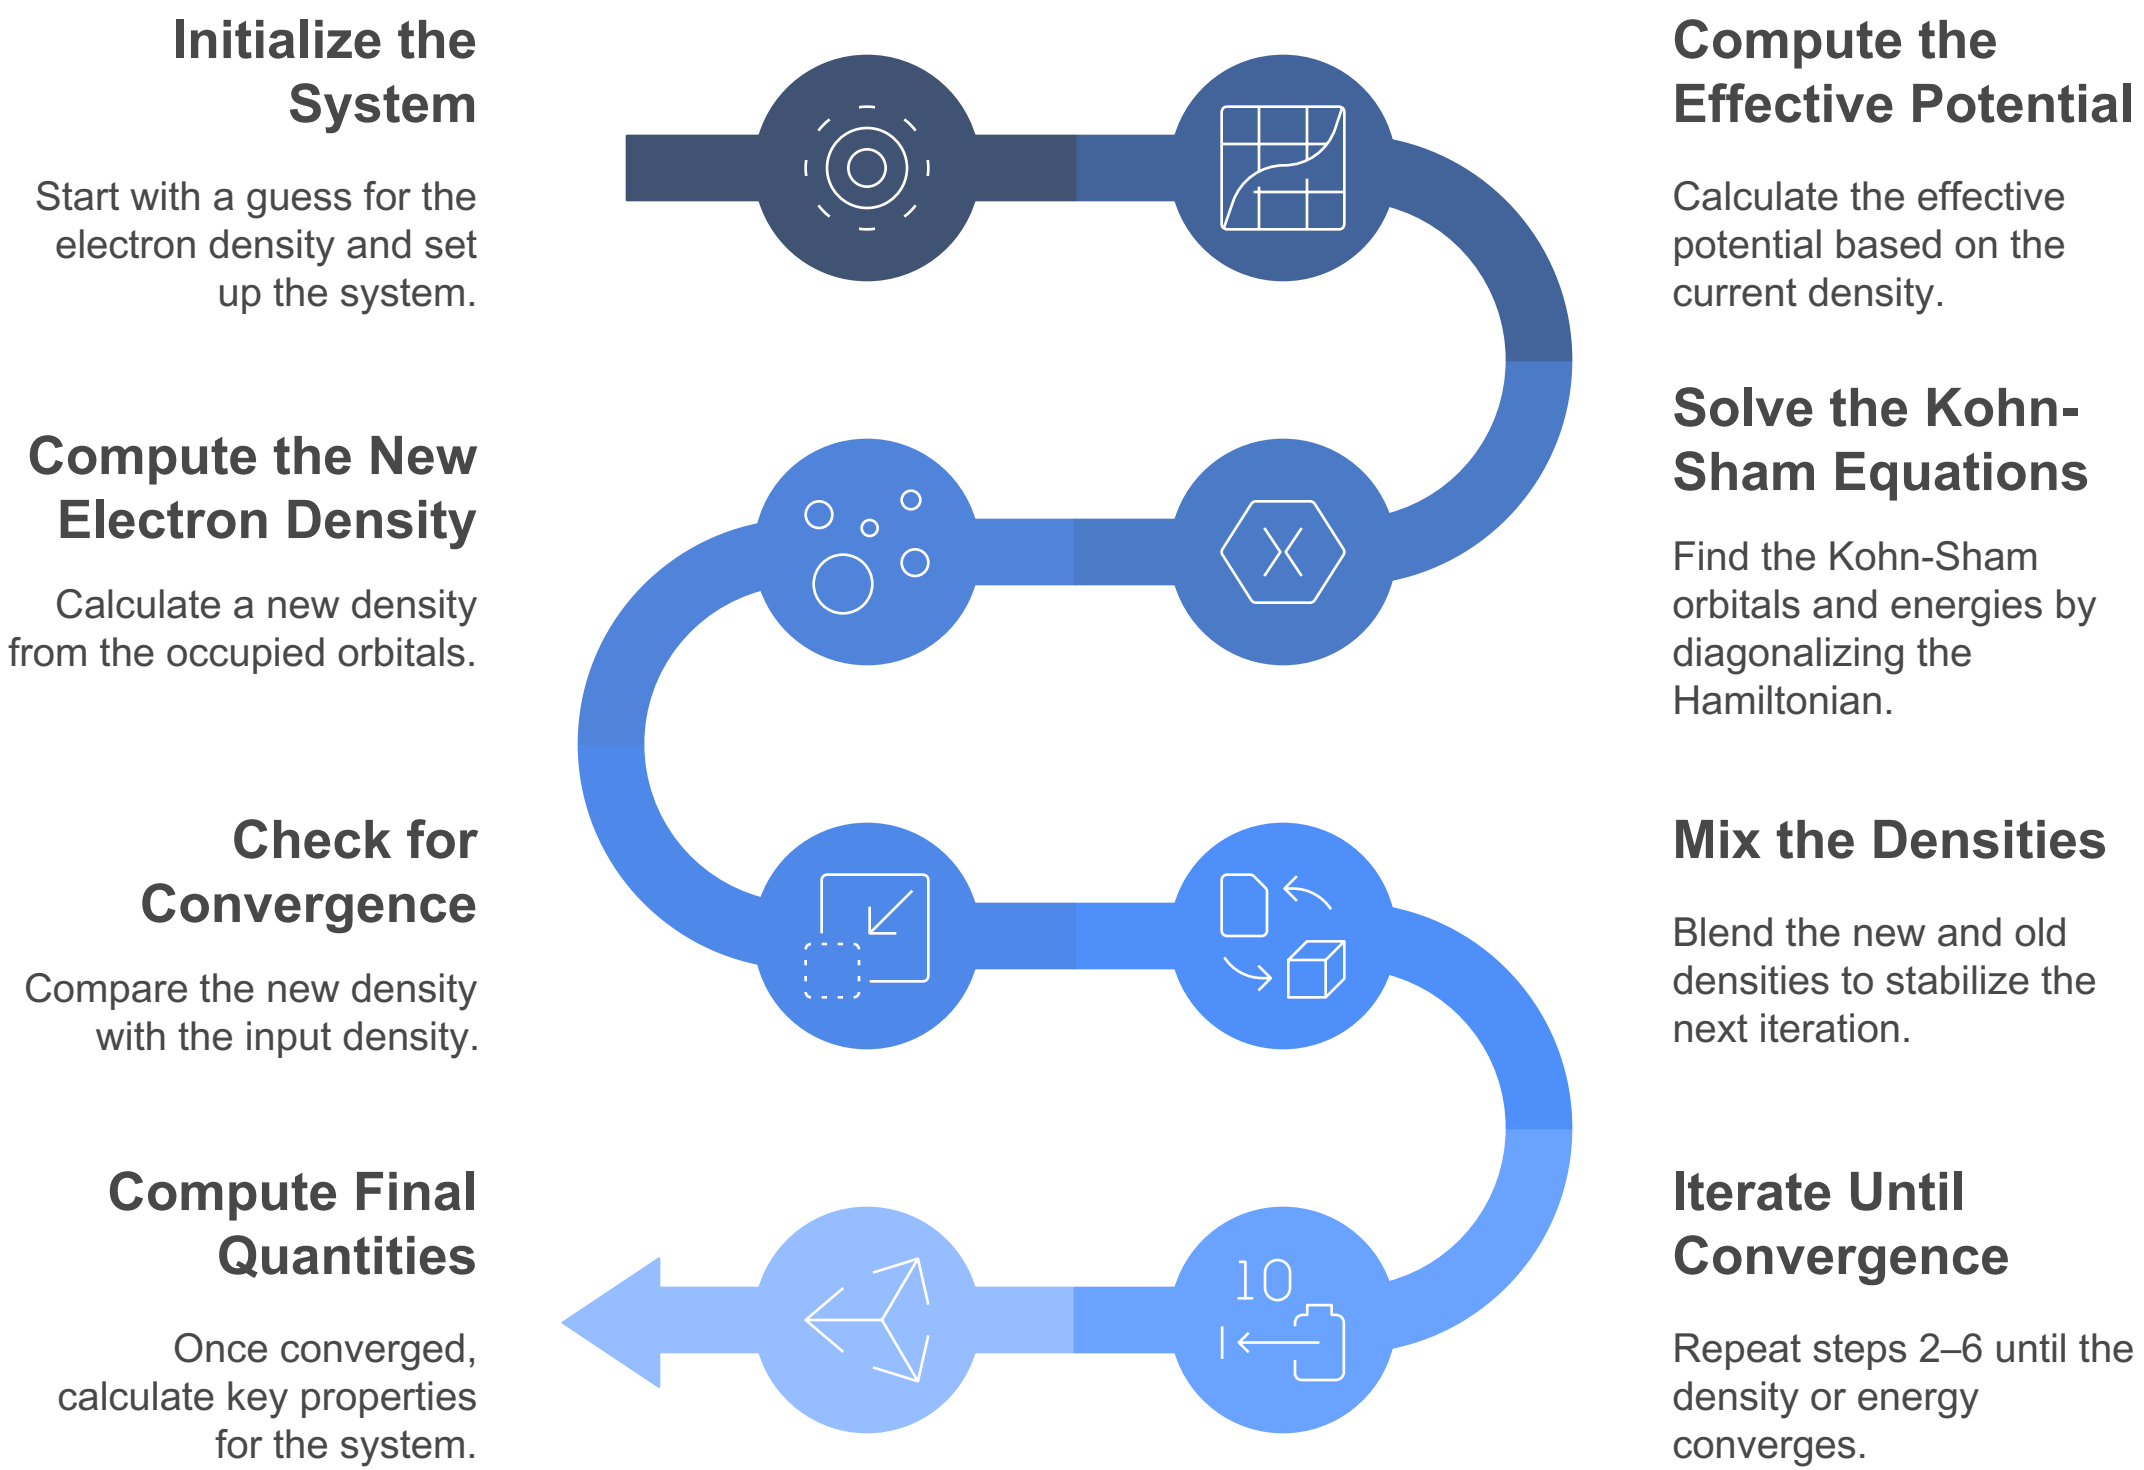 Initialize the
System
Start with a guess for the
electron density and set
up the system.
Compute the
Effective Potential
Calculate the effective
potential based on the
current density.
Solve the Kohn-
Sham Equations
Find the Kohn-Sham
orbitals and energies by
diagonalizing the
Hamiltonian.
Compute the New
Electron Density
Calculate a new density
from the occupied orbitals.
Check for
Convergence
Compare the new density
with the input density.
Mix the Densities
Blend the new and old
densities to stabilize the
next iteration.
Iterate Until
Convergence
Repeat steps 2–6 until the
density or energy
converges.
10
Compute Final
Quantities
Once converged,
calculate key properties
for the system.